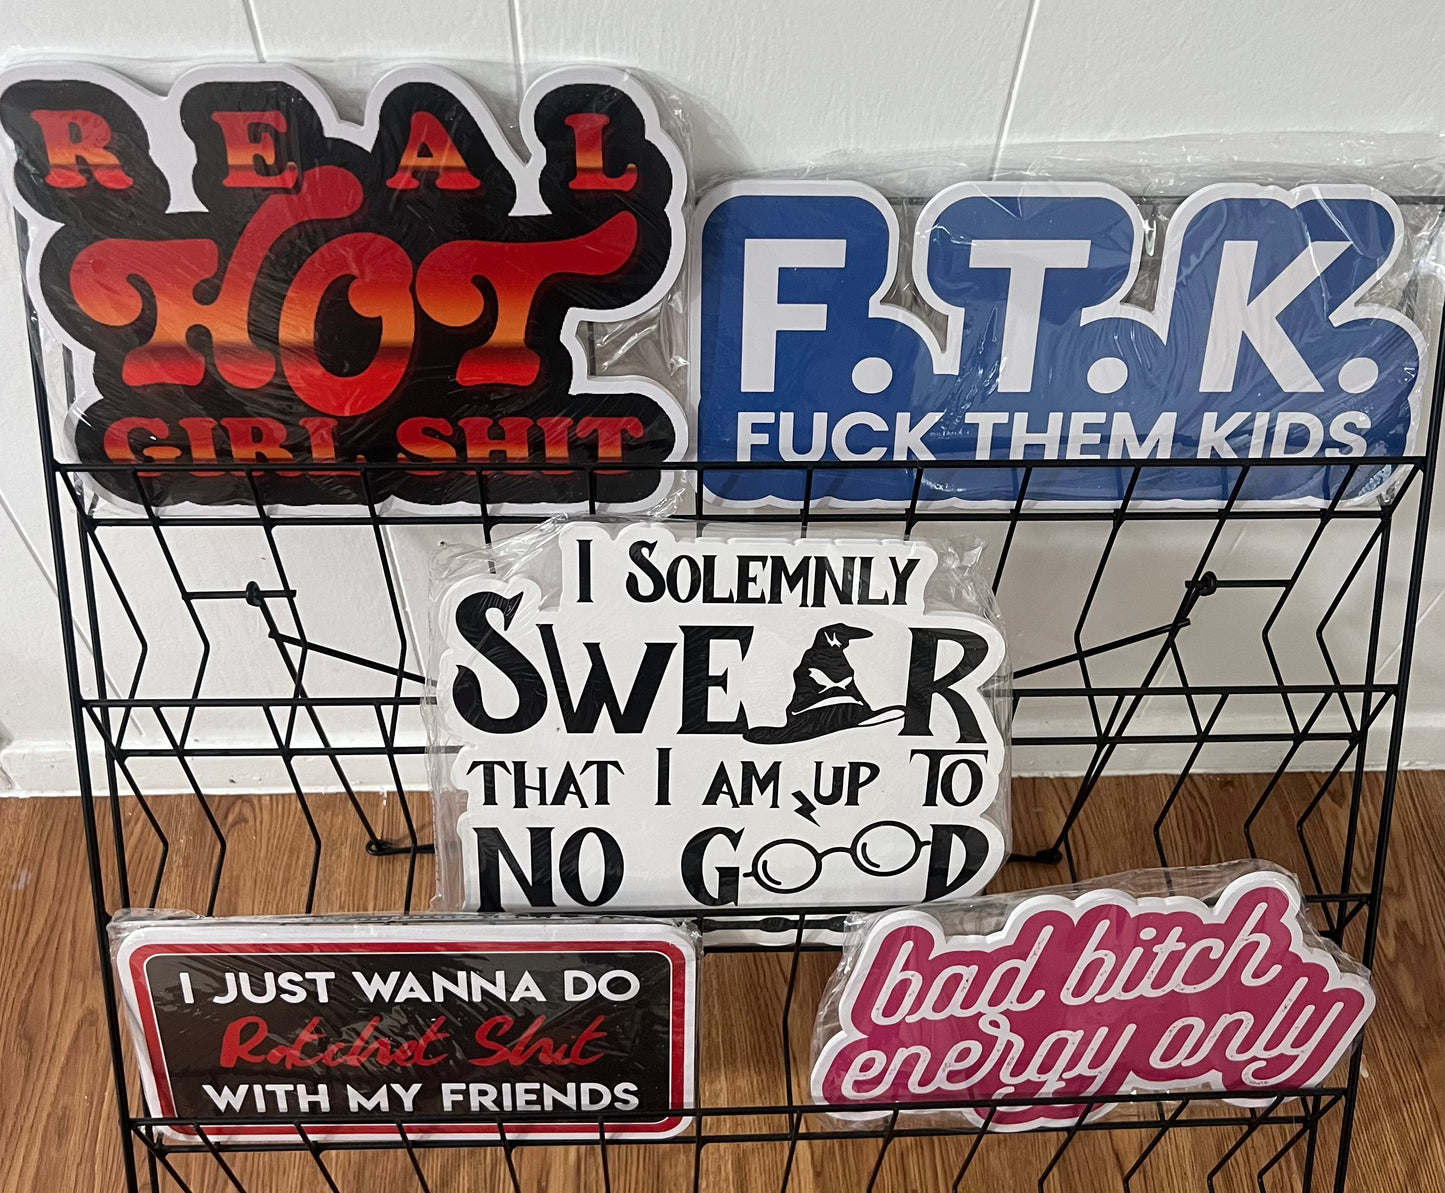 REAL
HOT
GIRL SHIT
F.T.K.
FUCK THEM KIDS
I SOLEMNLY
SWEAR
THAT I AM UP TO
NO GOOD
I JUST WANNA DO
Ratchet Shit
WITH MY FRIENDS
bad bitch
energy only